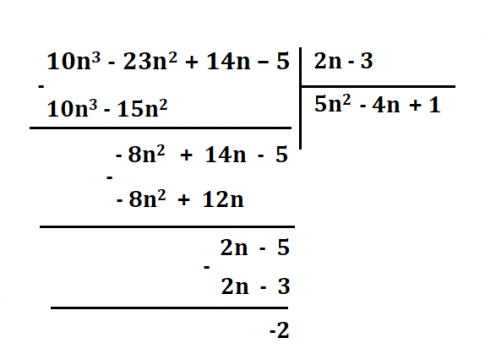 10n³ - 23n² + 14n – 5 2n - 3
-
10n³ - 15n² 5n² - 4n + 1
- 8n² + 14n - 5
-
- 8n² + 12n
2n - 5
-
2n - 3
-2